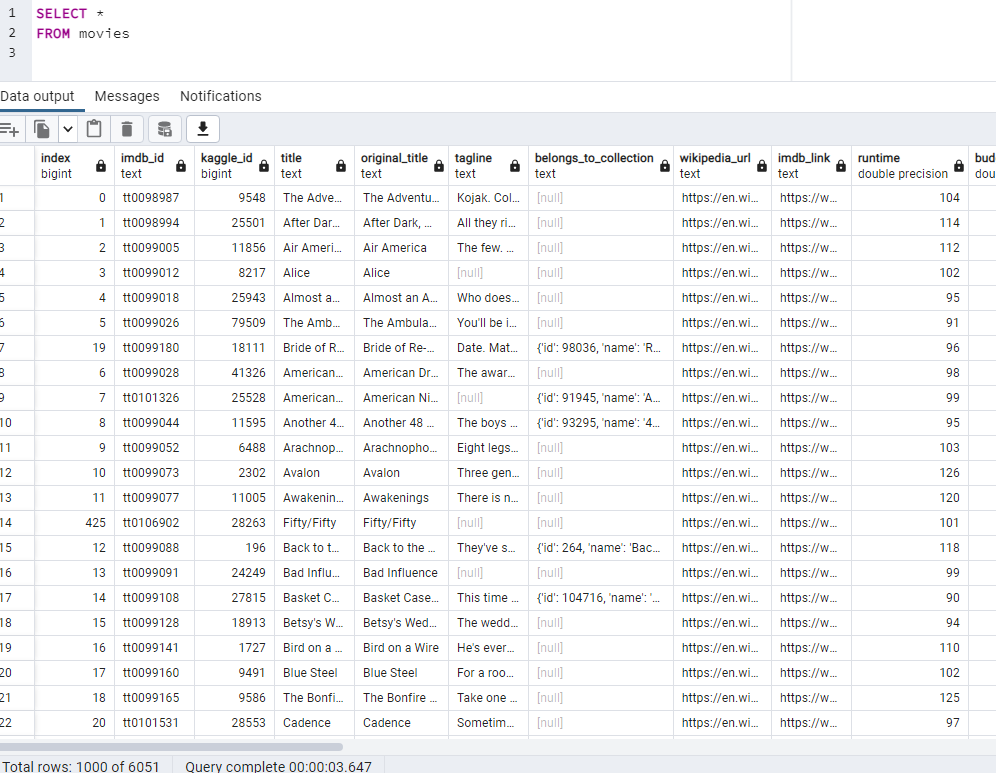 1 SELECT *
2 FROM movies
3
Data output Messages Notifications
index imdb_id kaggle_id title original_title tagline belongs_to_collection wikipedia_url imdb_link runtime bud
bigint text bigint text text text text text text double precision dou
1 0 tt0098987 9548 The Adve... The Adventu... Kojak. Col... [null] https://en.wi... https://w... 104
2 1 tt0098994 25501 After Dar... After Dark, ... All they ri... [null] https://en.wi... https://w... 114
3 2 tt0099005 11856 Air Ameri... Air America The few. ... [null] https://en.wi... https://w... 112
4 3 tt0099012 8217 Alice Alice [null] [null] https://en.wi... https://w... 102
5 4 tt0099018 25943 Almost a... Almost an A... Who does... [null] https://en.wi... https://w... 95
6 5 tt0099026 79509 The Amb... The Ambula... You'll be i... [null] https://en.wi... https://w... 91
7 19 tt0099180 18111 Bride of R... Bride of Re-... Date. Mat... {'id': 98036, 'name': 'R... https://en.wi... https://w... 96
8 6 tt0099028 41326 American... American Dr... The awar... [null] https://en.wi... https://w... 98
9 7 tt0101326 25528 American... American Ni... [null] {'id': 91945, 'name': 'A... https://en.wi... https://w... 99
10 8 tt0099044 11595 Another 4... Another 48 ... The boys ... {'id': 93295, 'name': '4... https://en.wi... https://w... 95
11 9 tt0099052 6488 Arachnop... Arachnopho... Eight legs... [null] https://en.wi... https://w... 103
12 10 tt0099073 2302 Avalon Avalon Three gen... [null] https://en.wi... https://w... 126
13 11 tt0099077 11005 Awakenin... Awakenings There is n... [null] https://en.wi... https://w... 120
14 425 tt0106902 28263 Fifty/Fifty Fifty/Fifty [null] [null] https://en.wi... https://w... 101
15 12 tt0099088 196 Back to t... Back to the ... They've s... {'id': 264, 'name': 'Bac... https://en.wi... https://w... 118
16 13 tt0099091 24249 Bad Influ... Bad Influence [null] [null] https://en.wi... https://w... 99
17 14 tt0099108 27815 Basket C... Basket Case... This time ... {'id': 104716, 'name': '... https://en.wi... https://w... 90
18 15 tt0099128 18913 Betsy's W... Betsy's Wed... The wedd... [null] https://en.wi... https://w... 94
19 16 tt0099141 1727 Bird on a ... Bird on a Wire He's ever... [null] https://en.wi... https://w... 110
20 17 tt0099160 9491 Blue Steel Blue Steel For a roo... [null] https://en.wi... https://w... 102
21 18 tt0099165 9586 The Bonfi... The Bonfire ... Take one ... [null] https://en.wi... https://w... 125
22 20 tt0101531 28553 Cadence Cadence Sometim... [null] https://en.wi... https://w... 97
Total rows: 1000 of 6051 Query complete 00:00:03.647